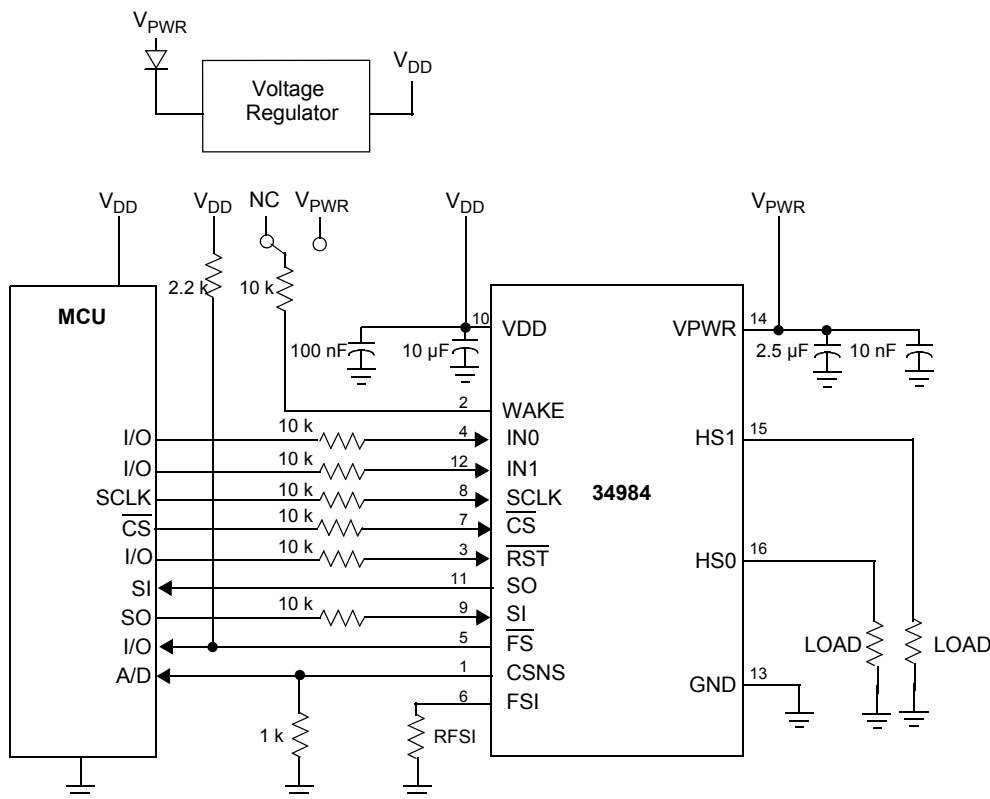 VPWR
Voltage
Regulator
VDD
VDD
VDD
NC
VPWR
VDD
VPWR
2.2 k
10 k
MCU
10
VDD
100 nF
10 µF
VPWR
14
2.5 µF
10 nF
2
WAKE
I/O
10 k
4
IN0
HS1
15
I/O
10 k
12
IN1
SCLK
10 k
8
SCLK
34984
CS
10 k
7
CS
I/O
10 k
3
RST
HS0
16
SI
11
SO
SO
10 k
9
SI
I/O
5
FS
LOAD
LOAD
A/D
1
CSNS
GND
13
6
FSI
1 k
RFSI